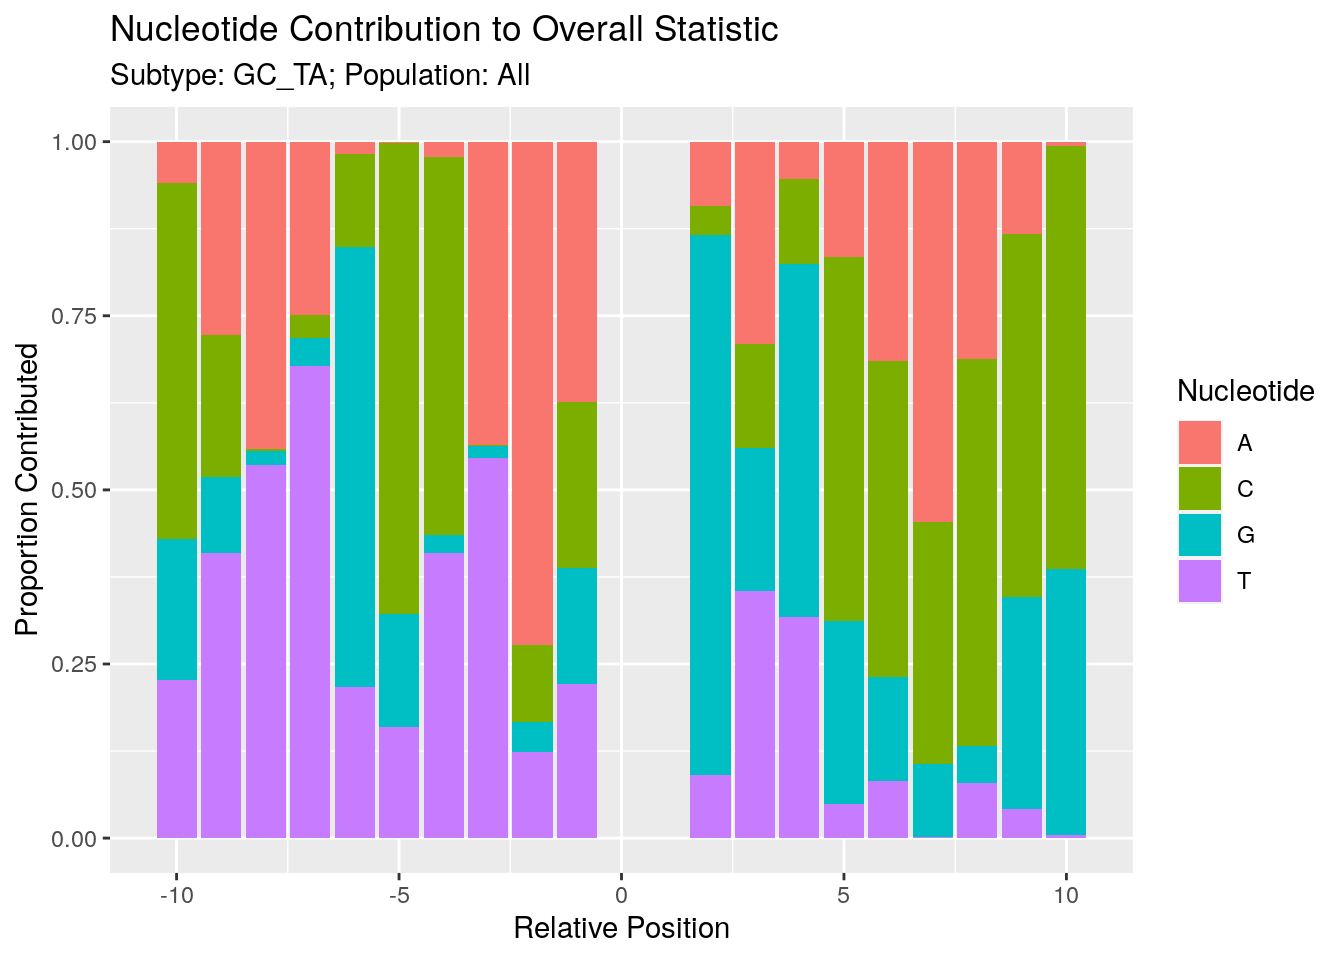 Nucleotide Contribution to Overall Statistic
Subtype: GC_TA; Population: All
Proportion Contributed
1.00
0.75
0.50
0.25
0.00
-10
-5
0
5
10
Relative Position
Nucleotide
A
C
G
T